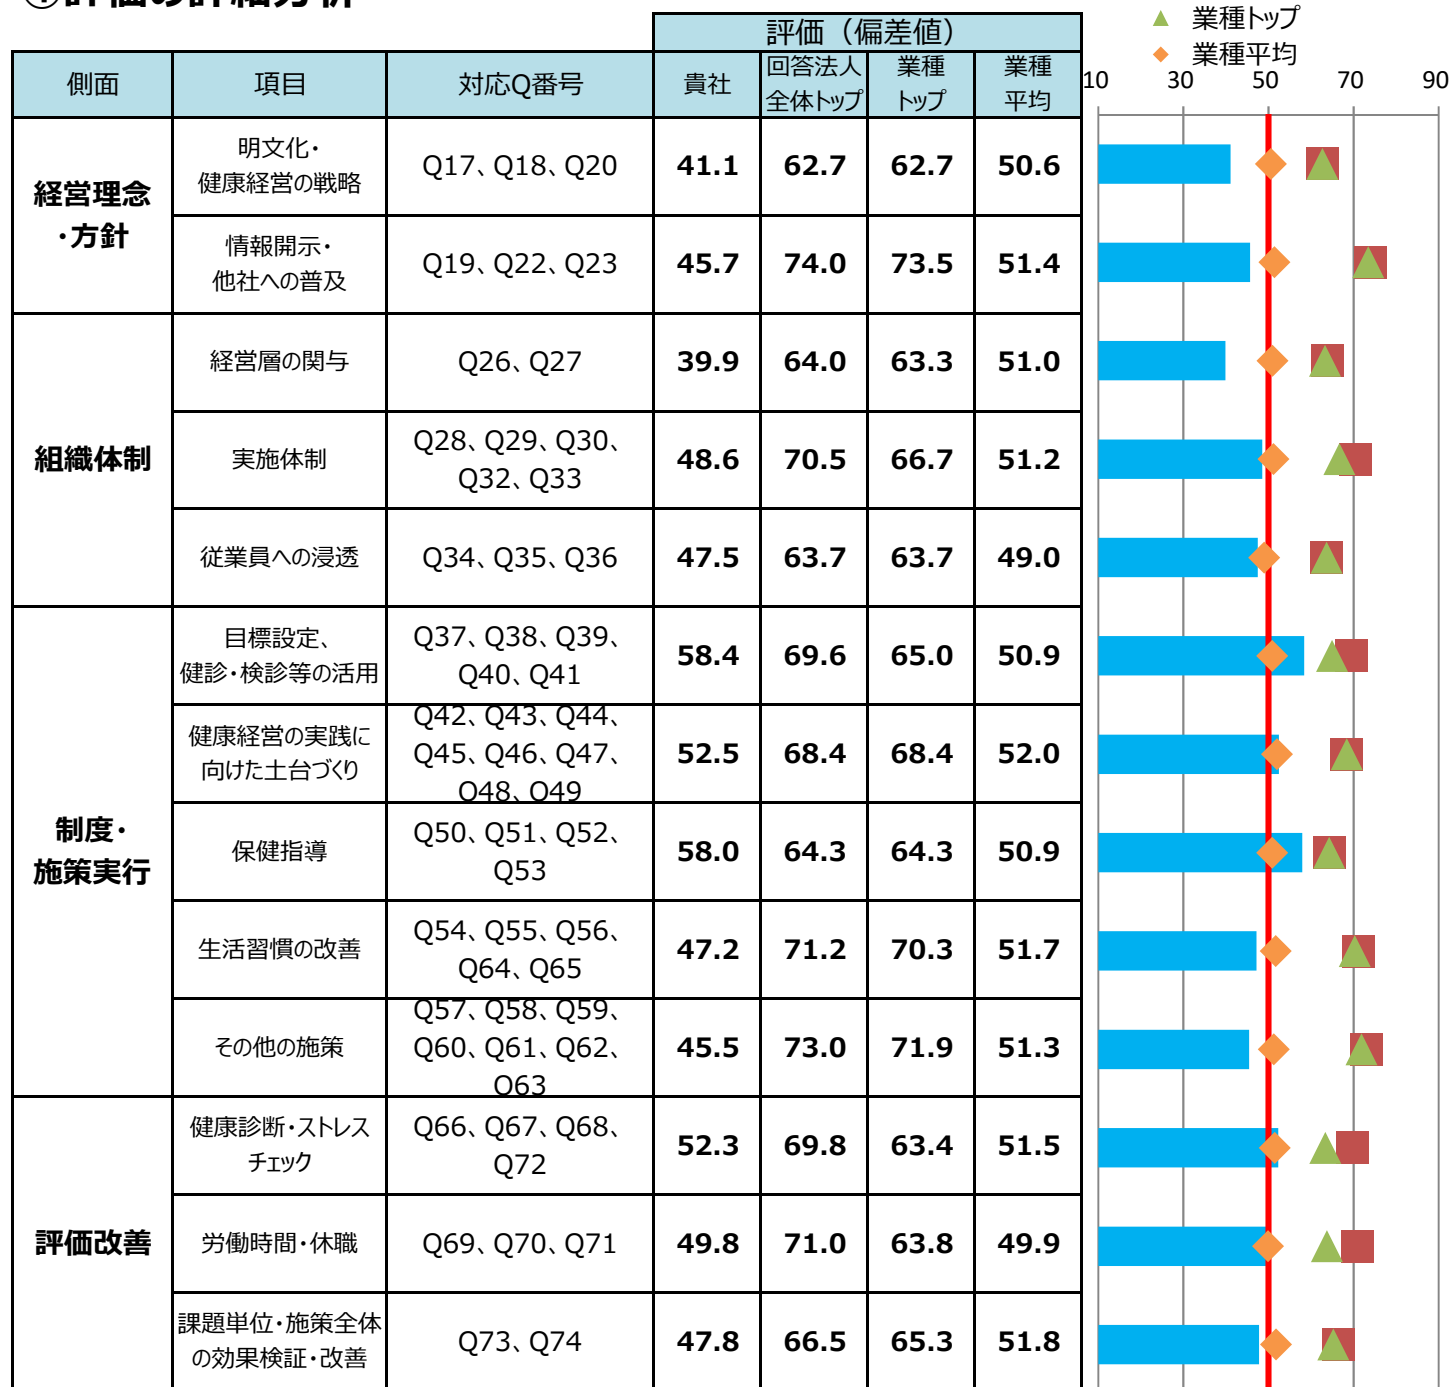 ①評価の詳細分析
▲ 業種トップ
◆ 業種平均
評価（偏差値）
側面 項目 対応Q番号 貴社 回答法人 業種 業種
全体トップ トップ 平均
10 30 50 70 90
経営理念
・方針
明文化・
健康経営の戦略
Q17、Q18、Q20 41.1 62.7 62.7 50.6
情報開示・
他社への普及
Q19、Q22、Q23 45.7 74.0 73.5 51.4
組織体制
経営層の関与 Q26、Q27 39.9 64.0 63.3 51.0
実施体制
Q28、Q29、Q30、
Q32、Q33
48.6 70.5 66.7 51.2
従業員への浸透 Q34、Q35、Q36 47.5 63.7 63.7 49.0
制度・
施策実行
目標設定、
健診・検診等の活用
Q37、Q38、Q39、
Q40、Q41
58.4 69.6 65.0 50.9
健康経営の実践に
向けた土台づくり
Q42、Q43、Q44、
Q45、Q46、Q47、
Q48、Q49
52.5 68.4 68.4 52.0
保健指導
Q50、Q51、Q52、
Q53
58.0 64.3 64.3 50.9
生活習慣の改善
Q54、Q55、Q56、
Q64、Q65
47.2 71.2 70.3 51.7
その他の施策
Q57、Q58、Q59、
Q60、Q61、Q62、
Q63
45.5 73.0 71.9 51.3
評価改善
健康診断・ストレス
チェック
Q66、Q67、Q68、
Q72
52.3 69.8 63.4 51.5
労働時間・休職 Q69、Q70、Q71 49.8 71.0 63.8 49.9
課題単位・施策全体
の効果検証・改善
Q73、Q74 47.8 66.5 65.3 51.8